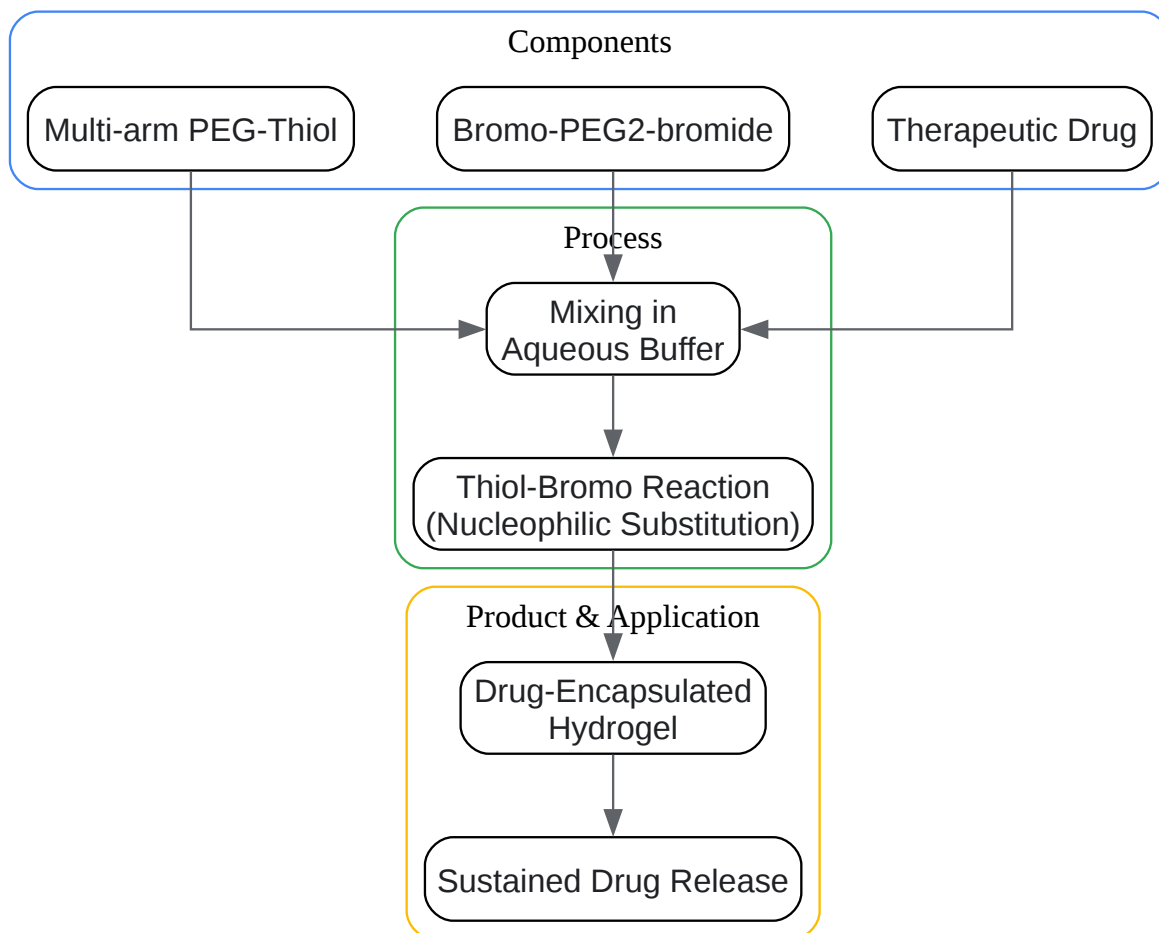 Components
Multi-arm PEG-Thiol
Bromo-PEG2-bromide
Therapeutic Drug
Process
Mixing in
Aqueous Buffer
Thiol-Bromo Reaction
(Nucleophilic Substitution)
Product & Application
Drug-Encapsulated
Hydrogel
Sustained Drug Release